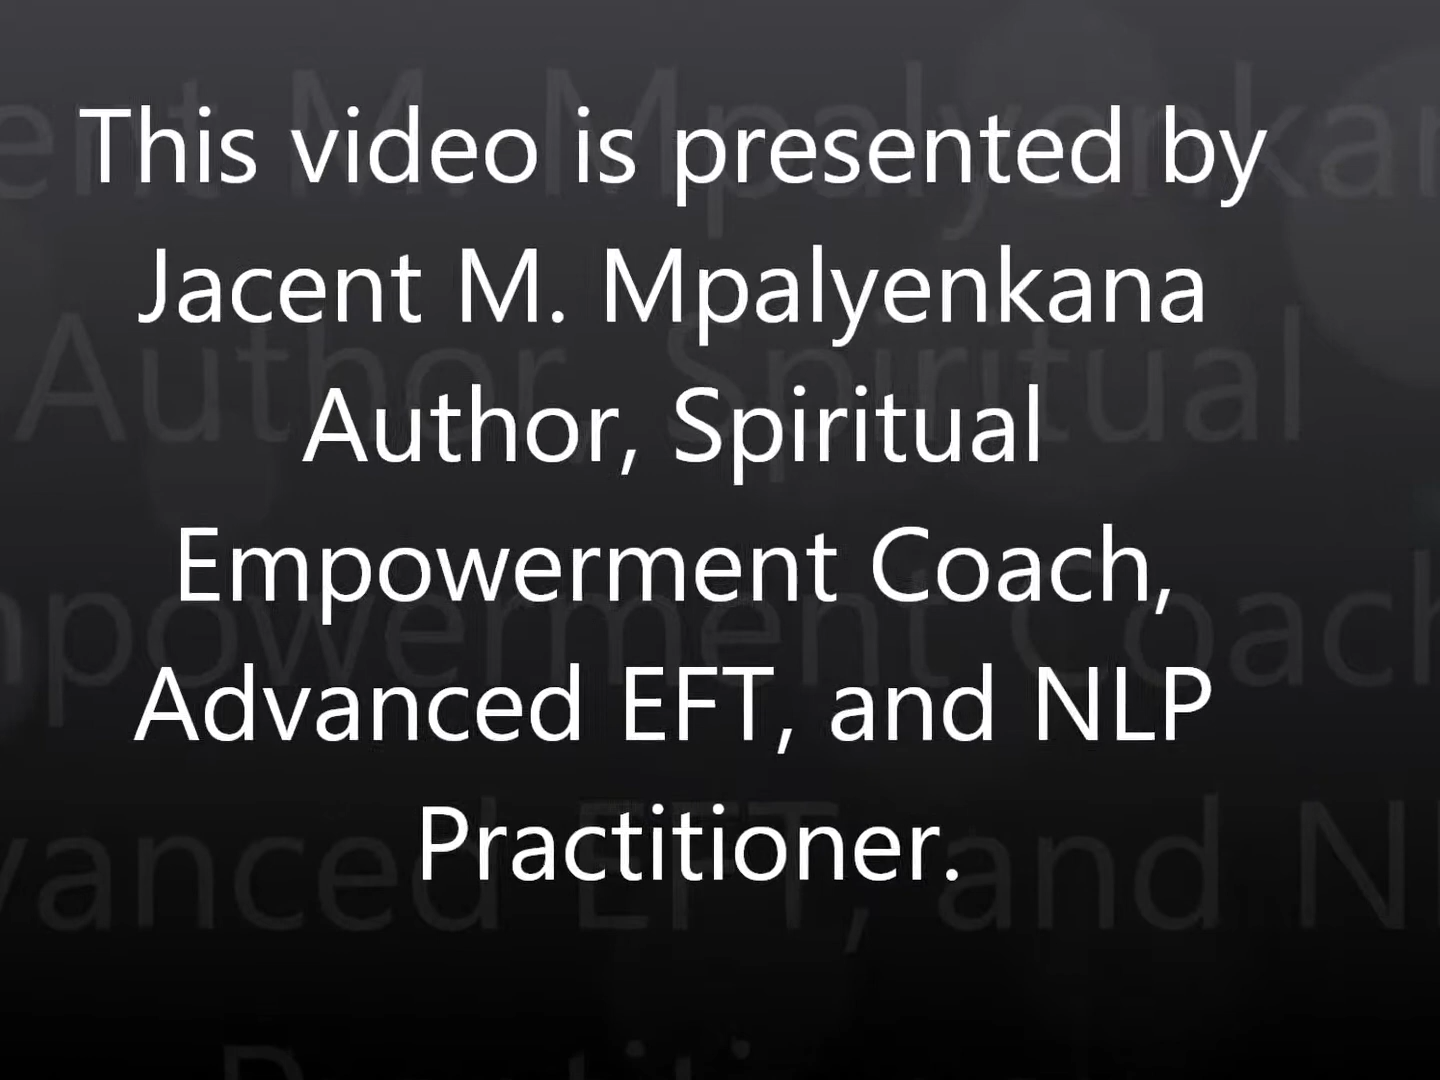 This video is presented by
Jacent M. Mpalyenkana
Author, Spiritual
Empowerment Coach,
Advanced EFT, and NLP
Practitioner.